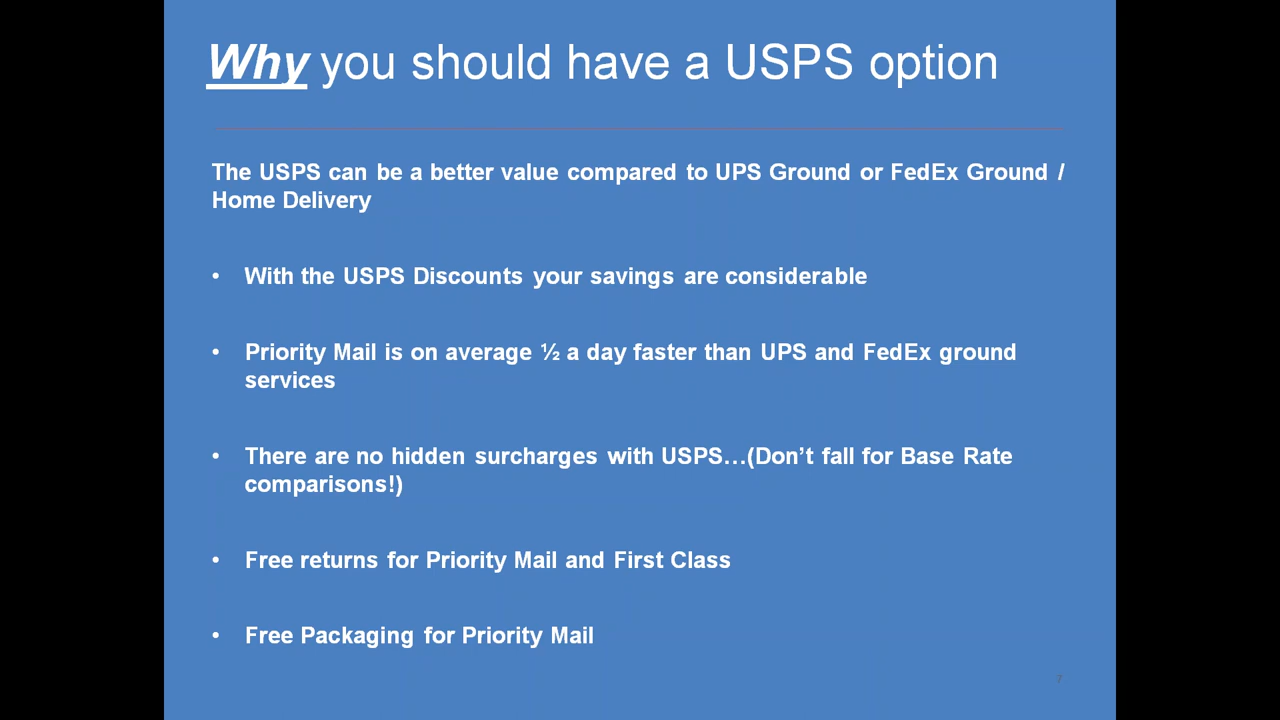 Why you should have a USPS option
The USPS can be a better value compared to UPS Ground or FedEx Ground /
Home Delivery
• With the USPS Discounts your savings are considerable
• Priority Mail is on average ½ a day faster than UPS and FedEx ground
services
• There are no hidden surcharges with USPS…(Don’t fall for Base Rate
comparisons!)
• Free returns for Priority Mail and First Class
• Free Packaging for Priority Mail
7